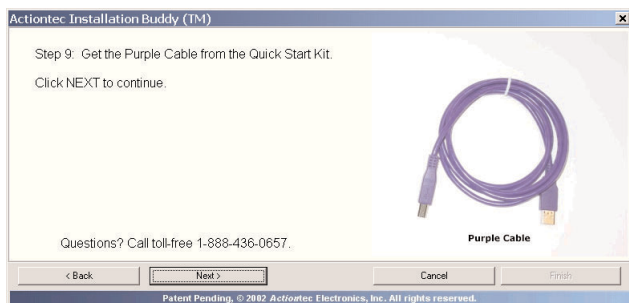 Actiontec Installation Buddy (TM)
Step 9: Get the Purple Cable from the Quick Start Kit.
Click NEXT to continue.
Purple Cable
Questions? Call toll-free 1-888-436-0657.
< Back
Next >
Cancel
Finish
Patent Pending, © 2002 Actiontec Electronics, Inc. All rights reserved.